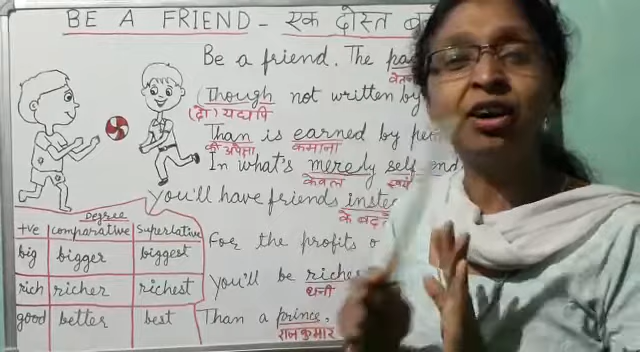 BE A FRIEND - एक दोस्त
Be a friend. The
Though not written by
(दो) यद्यपि
Than is earned by
की अपेक्षा कमाना
In what's merely self end
केवल स्वयं
You'll have friends
के बदले
For the profits
You'll be
धनी
Than a prince,
राजकुमार
Degree
+ve comparative Superlative
big bigger biggest
rich richer richest
good better best